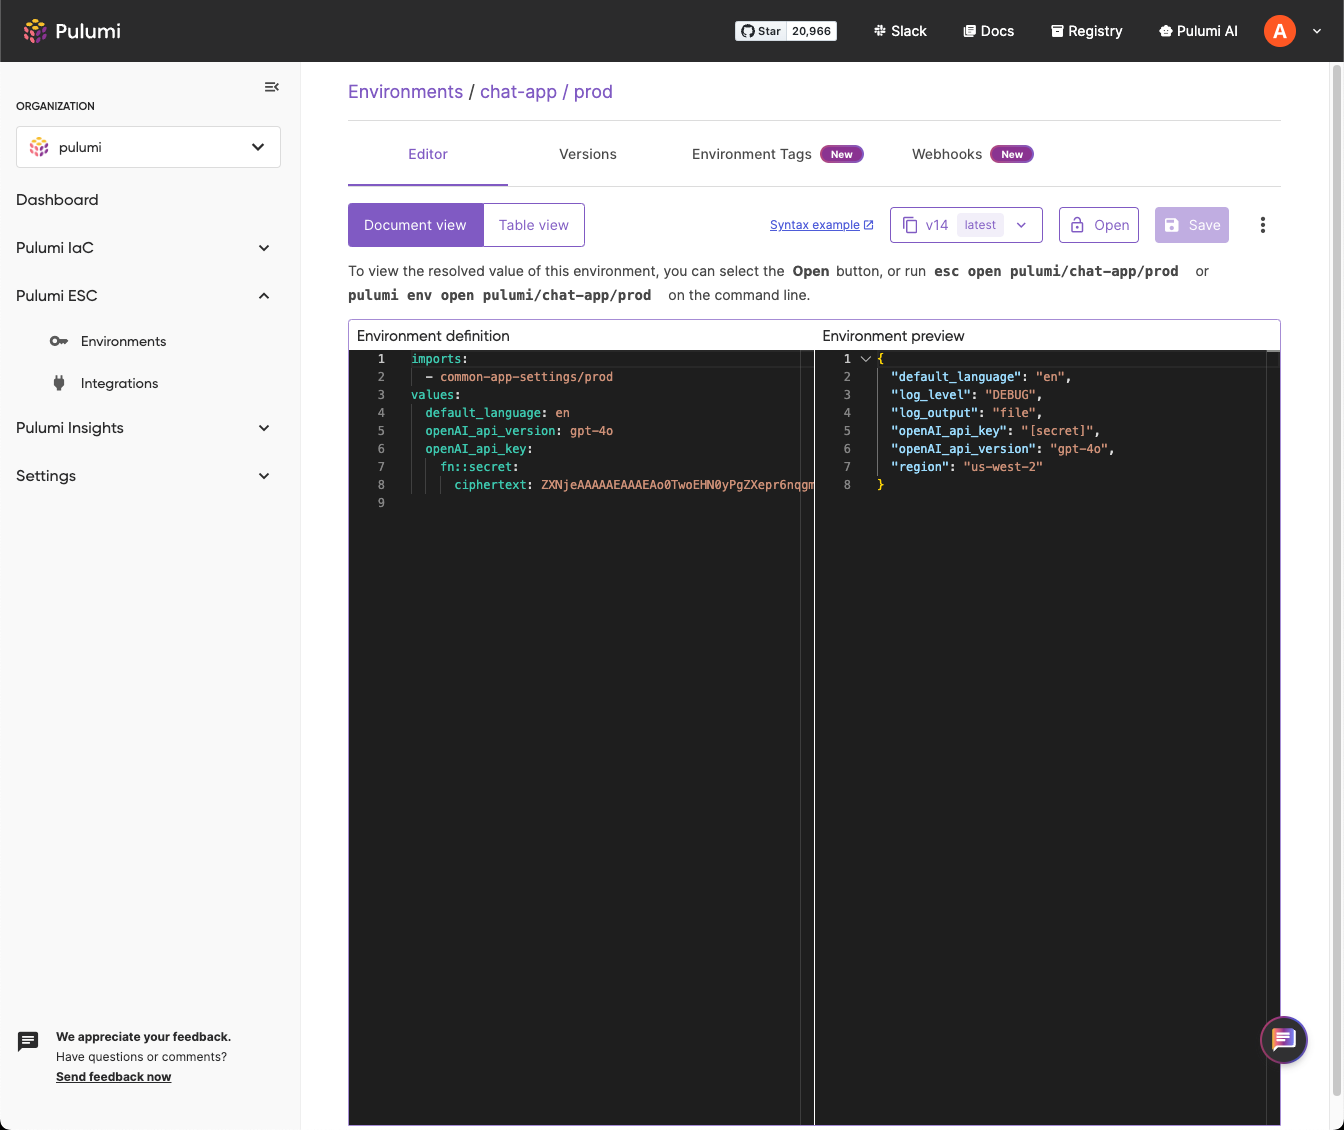 Pulumi
Star 20,966
Slack
Docs
Registry
Pulumi AI
A
ORGANIZATION
pulumi
Dashboard
Pulumi IaC
Pulumi ESC
Environments
Integrations
Pulumi Insights
Settings
We appreciate your feedback.
Have questions or comments?
Send feedback now
Environments / chat-app / prod
Editor
Versions
Environment Tags New
Webhooks New
Document view
Table view
Syntax example
v14 latest
Open
Save
To view the resolved value of this environment, you can select the Open button, or run esc open pulumi/chat-app/prod or
pulumi env open pulumi/chat-app/prod on the command line.
Environment definition
1 imports:
2 - common-app-settings/prod
3 values:
4 default_language: en
5 openAI_api_version: gpt-4o
6 openAI_api_key:
7 fn::secret:
8 ciphertext: ZXNjeAAAAAEAAAEAo0TwoEHN0yPgZXepr6nqgm
9
Environment preview
1 {
2 "default_language": "en",
3 "log_level": "DEBUG",
4 "log_output": "file",
5 "openAI_api_key": "[secret]",
6 "openAI_api_version": "gpt-4o",
7 "region": "us-west-2"
8 }